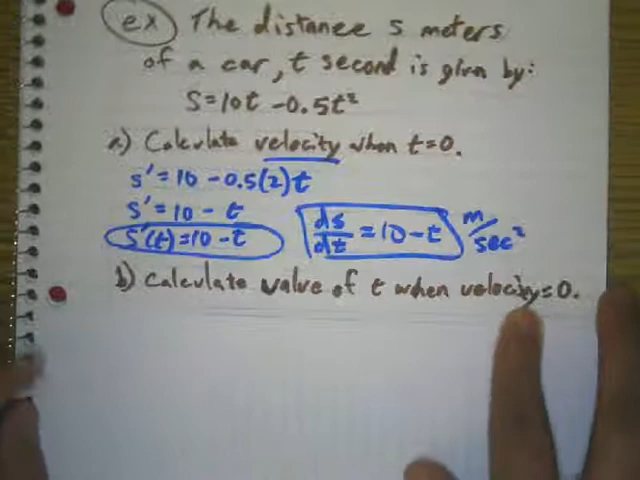 ex The distance s meters
of a car, t second is given by:
S=10t -0.5t²
a) Calculate velocity when t=0.
s'=10 -0.5(2)t
s'=10 - t
s'(t)=10 - t
ds/dt = 10 - t m/sec²
b) Calculate value of t when velocity=0.